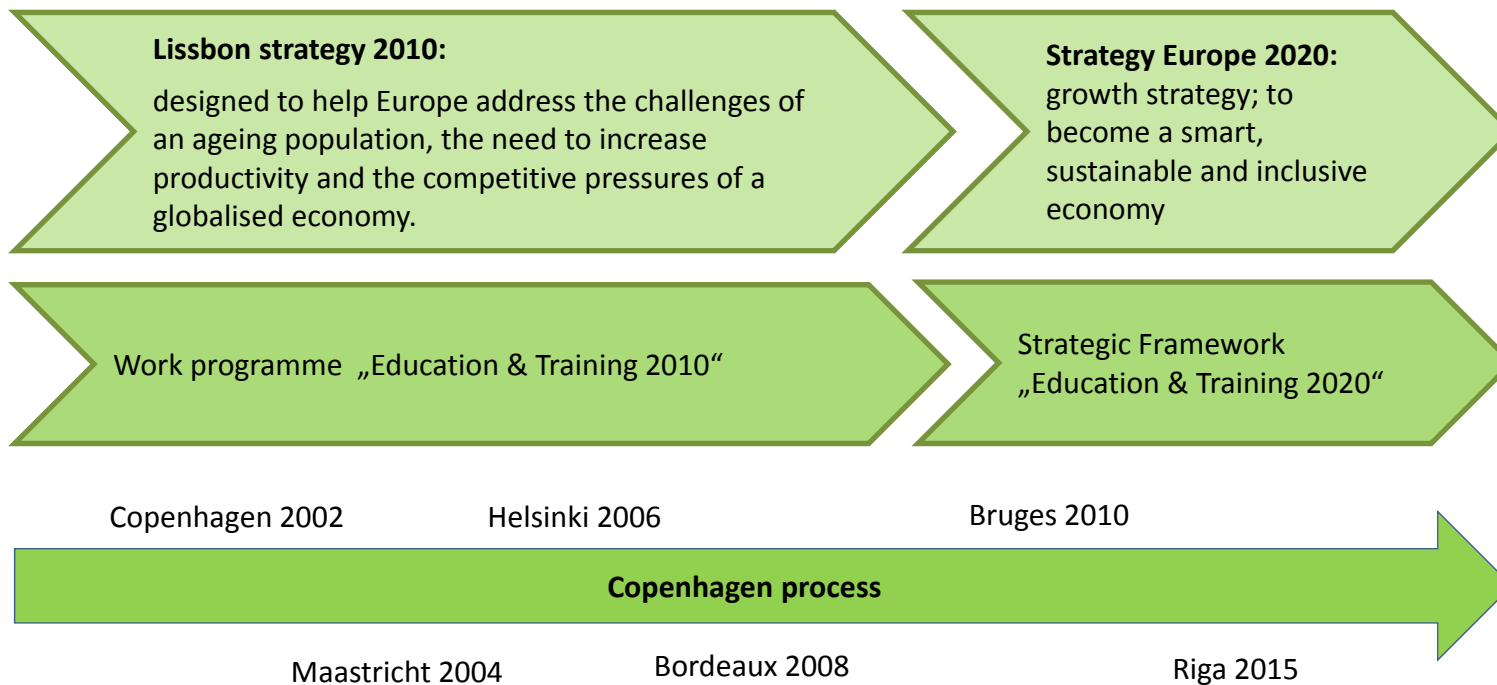 Lissbon strategy 2010:
designed to help Europe address the challenges of
an ageing population, the need to increase
productivity and the competitive pressures of a
globalised economy.
Strategy Europe 2020:
growth strategy; to
become a smart,
sustainable and inclusive
economy
Work programme „Education & Training 2010“
Strategic Framework
„Education & Training 2020“
Copenhagen 2002
Helsinki 2006
Bruges 2010
Copenhagen process
Maastricht 2004
Bordeaux 2008
Riga 2015